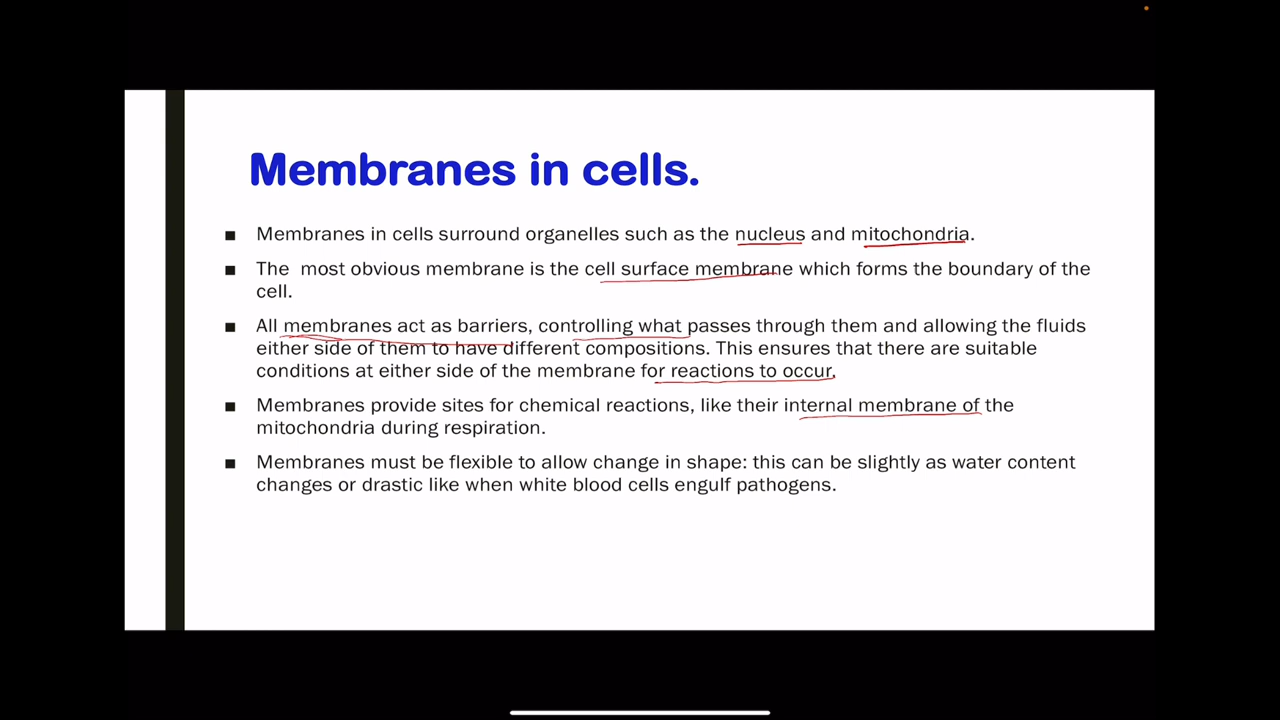 Membranes in cells.
■ Membranes in cells surround organelles such as the nucleus and mitochondria.
■ The  most obvious membrane is the cell surface membrane which forms the boundary of the
cell.
■ All membranes act as barriers, controlling what passes through them and allowing the fluids
either side of them to have different compositions. This ensures that there are suitable
conditions at either side of the membrane for reactions to occur.
■ Membranes provide sites for chemical reactions, like their internal membrane of the
mitochondria during respiration.
■ Membranes must be flexible to allow change in shape: this can be slightly as water content
changes or drastic like when white blood cells engulf pathogens.